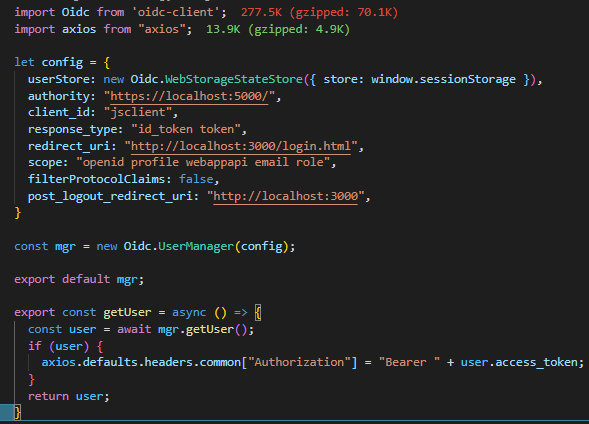 import Oidc from 'oidc-client';  277.5K (gzipped: 70.1K)
import axios from "axios";  13.9K (gzipped: 4.9K)

let config = {
  userStore: new Oidc.WebStorageStateStore({ store: window.sessionStorage }),
  authority: "https://localhost:5000/",
  client_id: "jsclient",
  response_type: "id_token token",
  redirect_uri: "http://localhost:3000/login.html",
  scope: "openid profile webappapi email role",
  filterProtocolClaims: false,
  post_logout_redirect_uri: "http://localhost:3000",
}

const mgr = new Oidc.UserManager(config);

export default mgr;

export const getUser = async () => {
  const user = await mgr.getUser();
  if (user) {
    axios.defaults.headers.common["Authorization"] = "Bearer " + user.access_token;
  }
  return user;
}